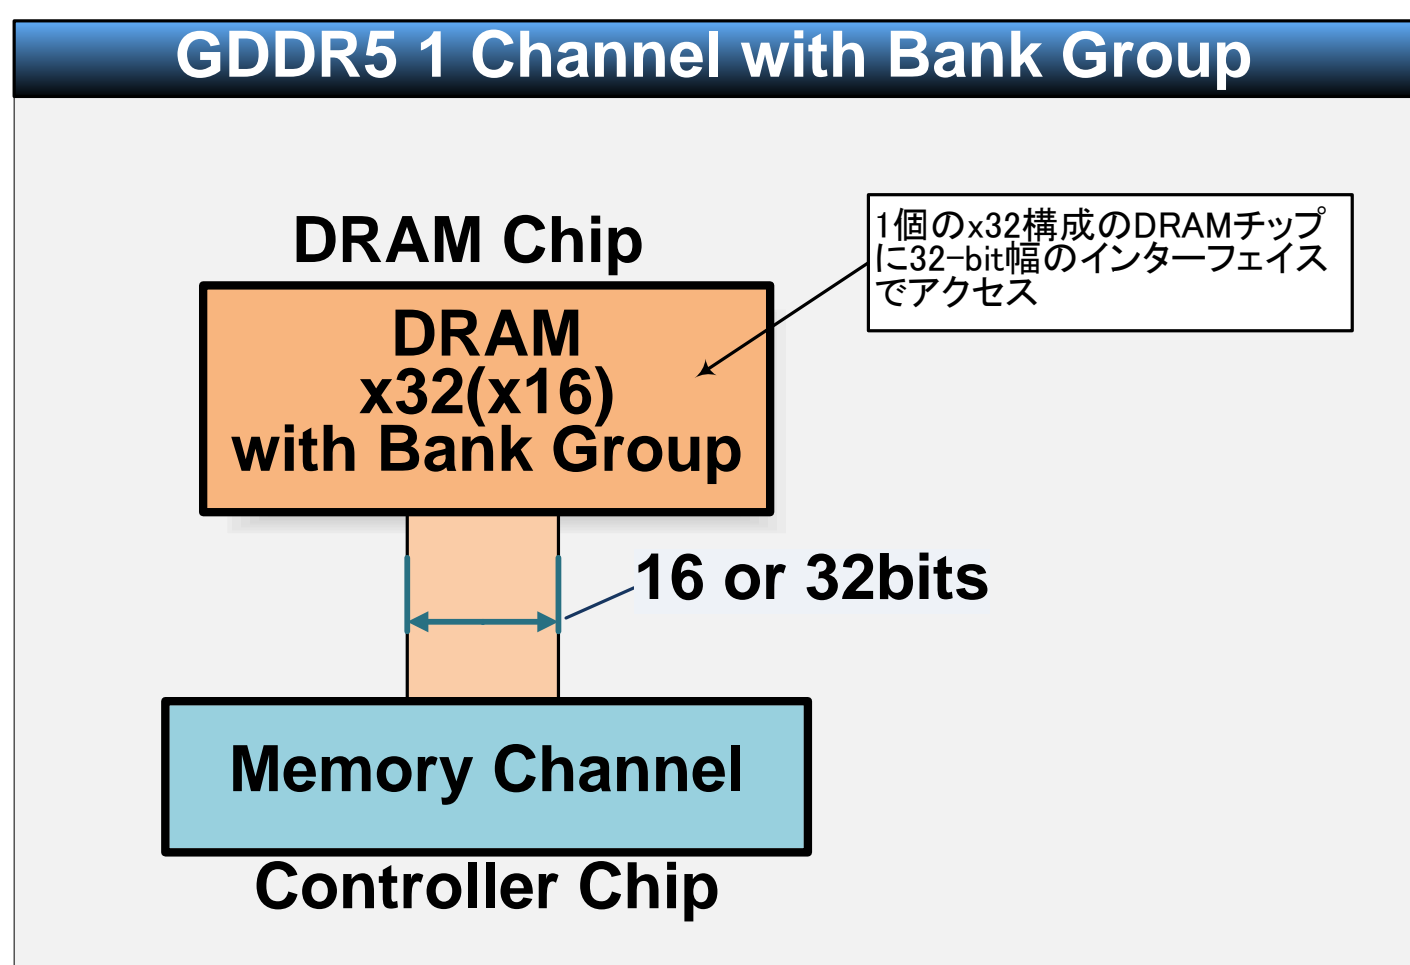 GDDR5 1 Channel with Bank Group
DRAM Chip
1個のx32構成のDRAMチップ
に32-bit幅のインターフェイス
でアクセス
DRAM
x32(x16)
with Bank Group
16 or 32bits
Memory Channel
Controller Chip